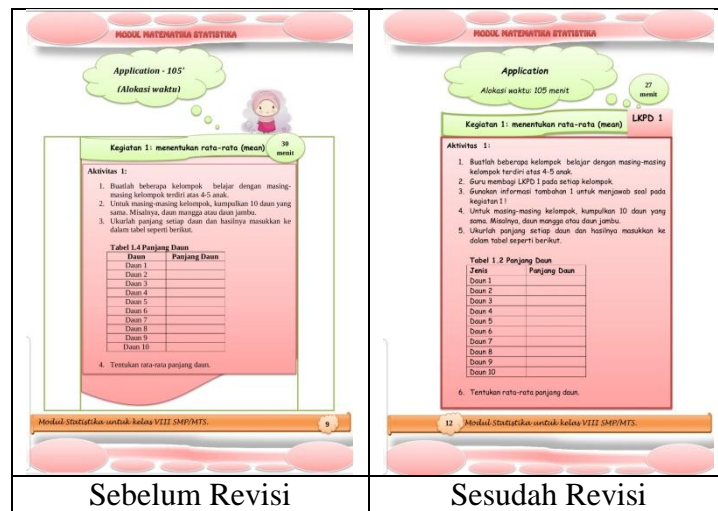 MODUL MATEMATIKA STATISTIKA
Application - 105'
(Alokasi waktu)
Kegiatan 1: menentukan rata-rata (mean)
30
menit
Aktivitas 1:
1. Buatlah beberapa kelompok belajar dengan masing-
masing kelompok terdiri atas 4-5 anak.
2. Untuk masing-masing kelompok, kumpulkan 10 daun yang
sama. Misalnya, daun mangga atau daun jambu.
3. Ukurlah panjang setiap daun dan hasilnya masukkan ke
dalam tabel seperti berikut.
Tabel 1.4 Panjang Daun
Daun Panjang Daun
Daun 1
Daun 2
Daun 3
Daun 4
Daun 5
Daun 6
Daun 7
Daun 8
Daun 9
Daun 10
4. Tentukan rata-rata panjang daun.
Modul Statistika untuk kelas VIII SMP/MTS.
9
Sebelum Revisi
MODUL MATEMATIKA STATISTIKA
Application
Alokasi waktu: 105 menit
27
menit
Kegiatan 1: menentukan rata-rata (mean)
LKPD 1
Aktivitas 1:
1. Buatlah beberapa kelompok belajar dengan masing-masing
kelompok terdiri atas 4-5 anak.
2. Guru membagi LKPD 1 pada setiap kelompok.
3. Gunakan informasi tambahan 1 untuk menjawab soal pada
kegiatan 1 !
4. Untuk masing-masing kelompok, kumpulkan 10 daun yang
sama. Misalnya, daun mangga atau daun jambu.
5. Ukurlah panjang setiap daun dan hasilnya masukkan ke
dalam tabel seperti berikut.
Tabel 1.2 Panjang Daun
Jenis Panjang Daun
Daun 1
Daun 2
Daun 3
Daun 4
Daun 5
Daun 6
Daun 7
Daun 8
Daun 9
Daun 10
6. Tentukan rata-rata panjang daun.
12 Modul Statistika untuk kelas VIII SMP/MTS.
Sesudah Revisi